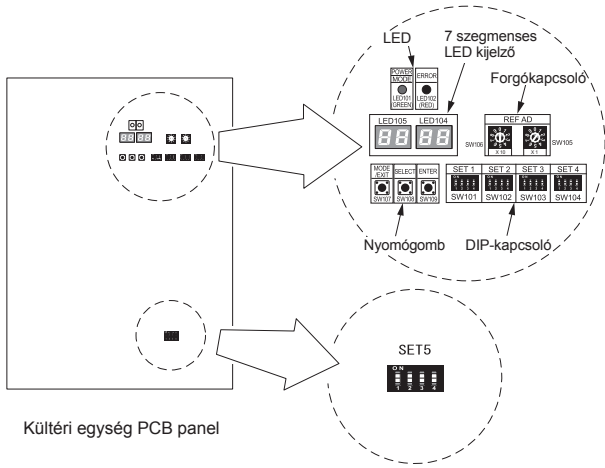 LED
7 szegmenses
LED kijelző
Forgókapcsoló
POWER
MODE
ERROR
LED101
(GREEN)
LED102
(RED)
LED105
LED104
REF AD
SW106
SW105
X 10
X 1
MODE
/EXIT
SELECT
ENTER
SW107
SW108
SW109
SET 1
SET 2
SET 3
SET 4
SW101
SW102
SW103
SW104
Nyomógomb
DIP-kapcsoló
SET5
O N
1 2 3 4
Kültéri egység PCB panel